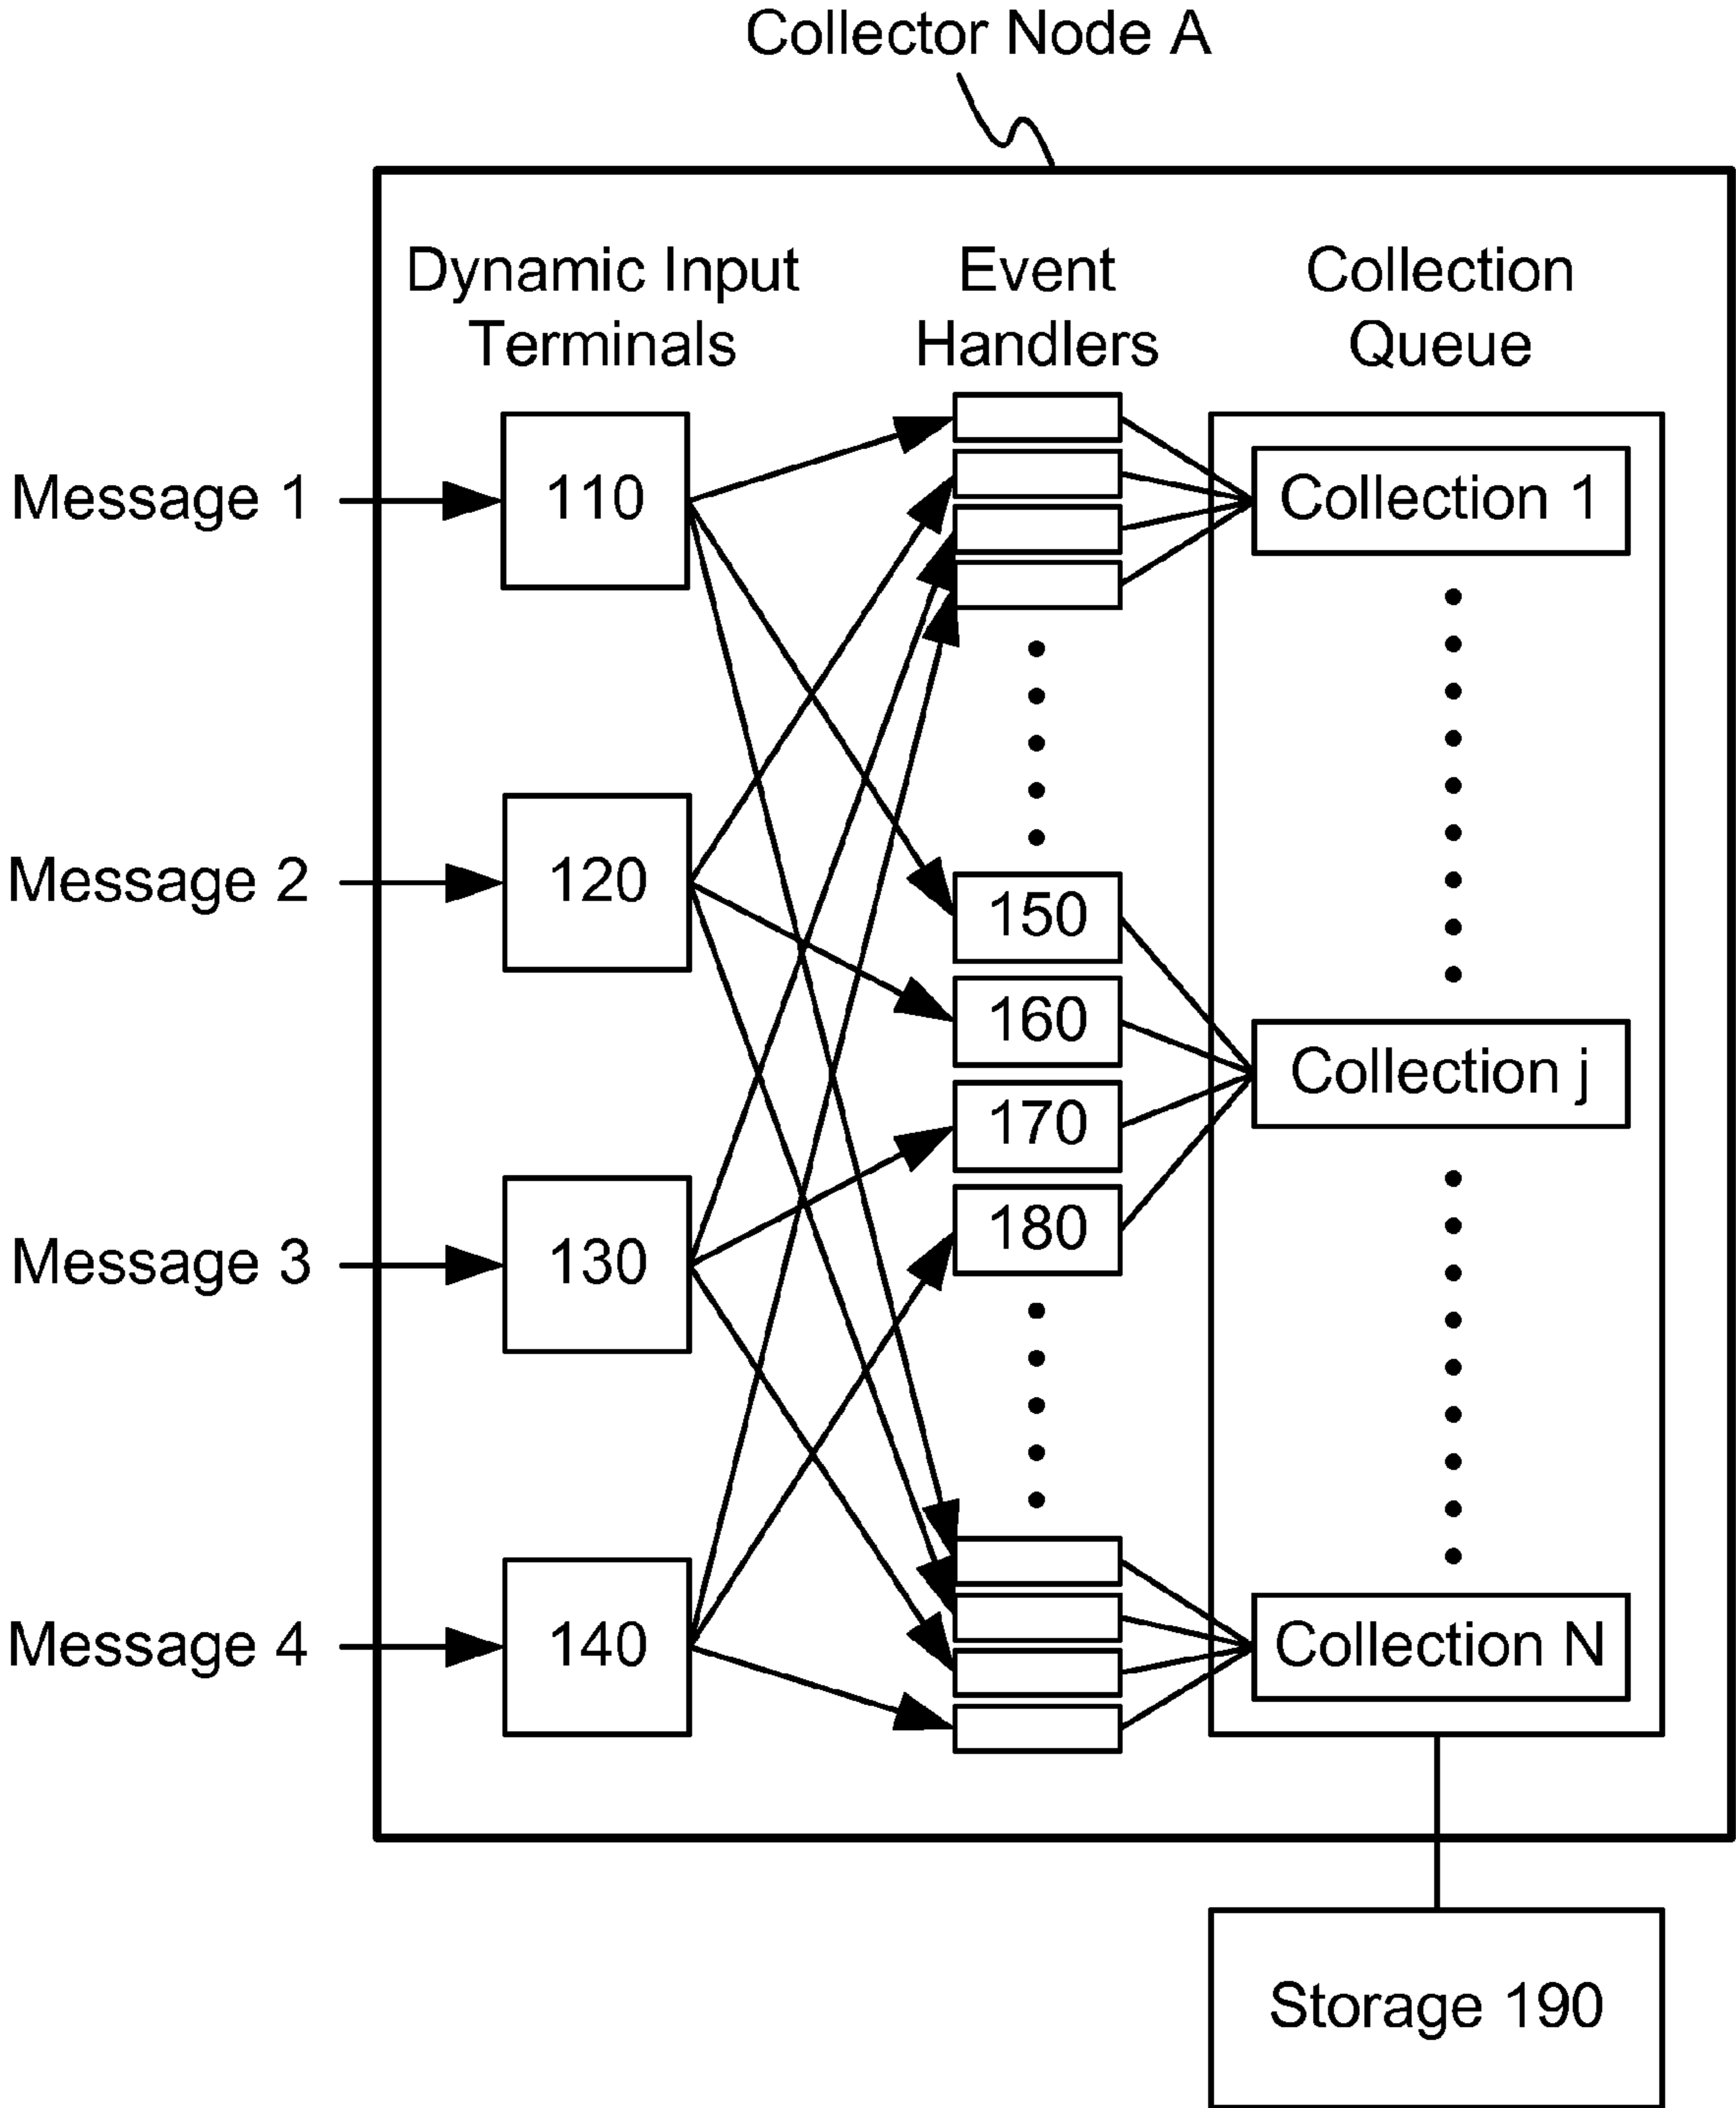 Collector Node A
Dynamic Input
Terminals
Event
Handlers
Collection
Queue
Message 1
110
Collection 1
Message 2
120
150
160
Collection j
170
Message 3
130
180
Message 4
140
Collection N
Storage 190